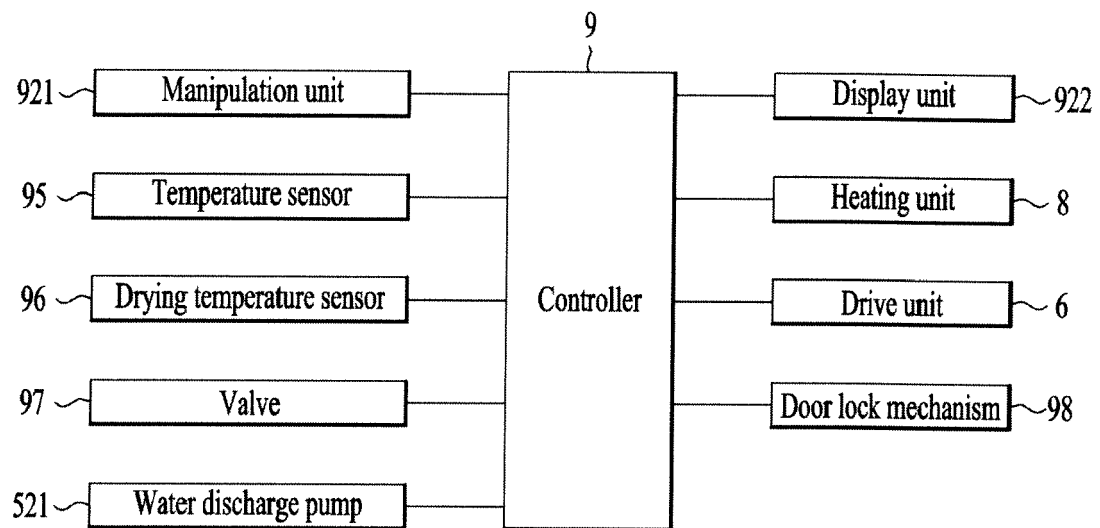 9
921 Manipulation unit
Display unit 922
95 Temperature sensor
Heating unit 8
96 Drying temperature sensor
Controller
Drive unit 6
97 Valve
Door lock mechanism 98
521 Water discharge pump